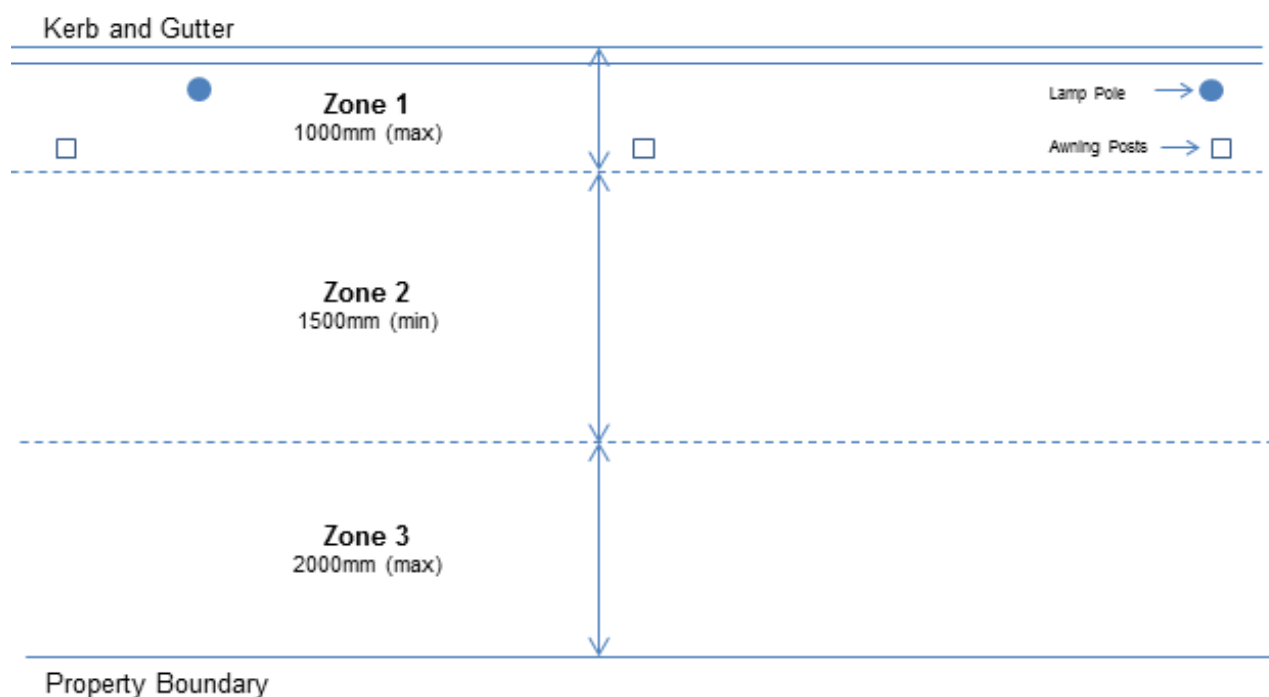 Kerb and Gutter
Zone 1
1000mm (max)
Lamp Pole
Awning Posts
Zone 2
1500mm (min)
Zone 3
2000mm (max)
Property Boundary